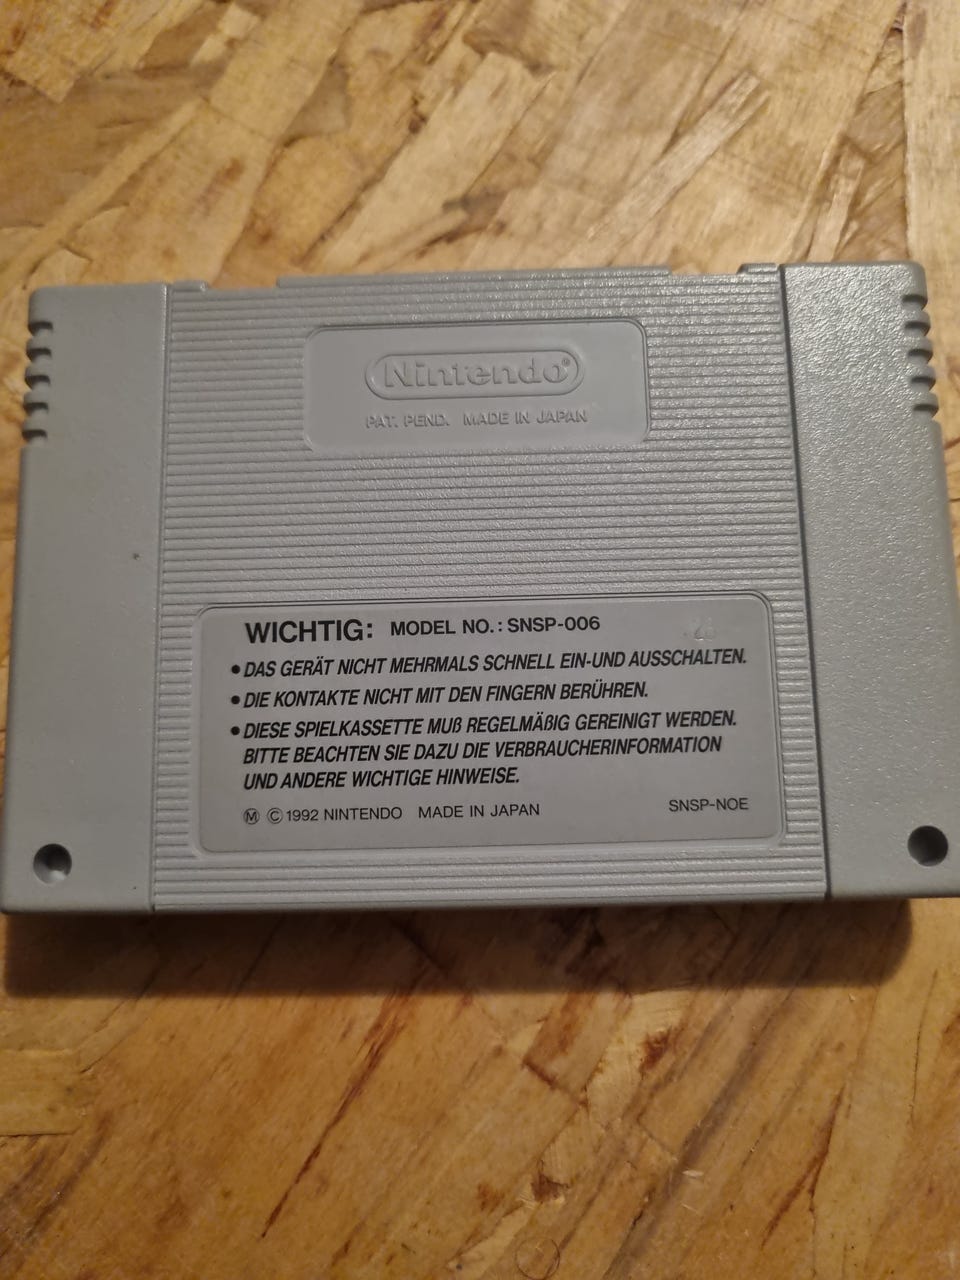 Nintendo®
PAT. PEND. MADE IN JAPAN
WICHTIG: MODEL NO.: SNSP-006
• DAS GERÄT NICHT MEHRMALS SCHNELL EIN-UND AUSSCHALTEN.
• DIE KONTAKTE NICHT MIT DEN FINGERN BERÜHREN.
• DIESE SPIELKASSETTE MUß REGELMÄßIG GEREINIGT WERDEN.
BITTE BEACHTEN SIE DAZU DIE VERBRAUCHERINFORMATION
UND ANDERE WICHTIGE HINWEISE.
Ⓜ © 1992 NINTENDO MADE IN JAPAN SNSP-NOE